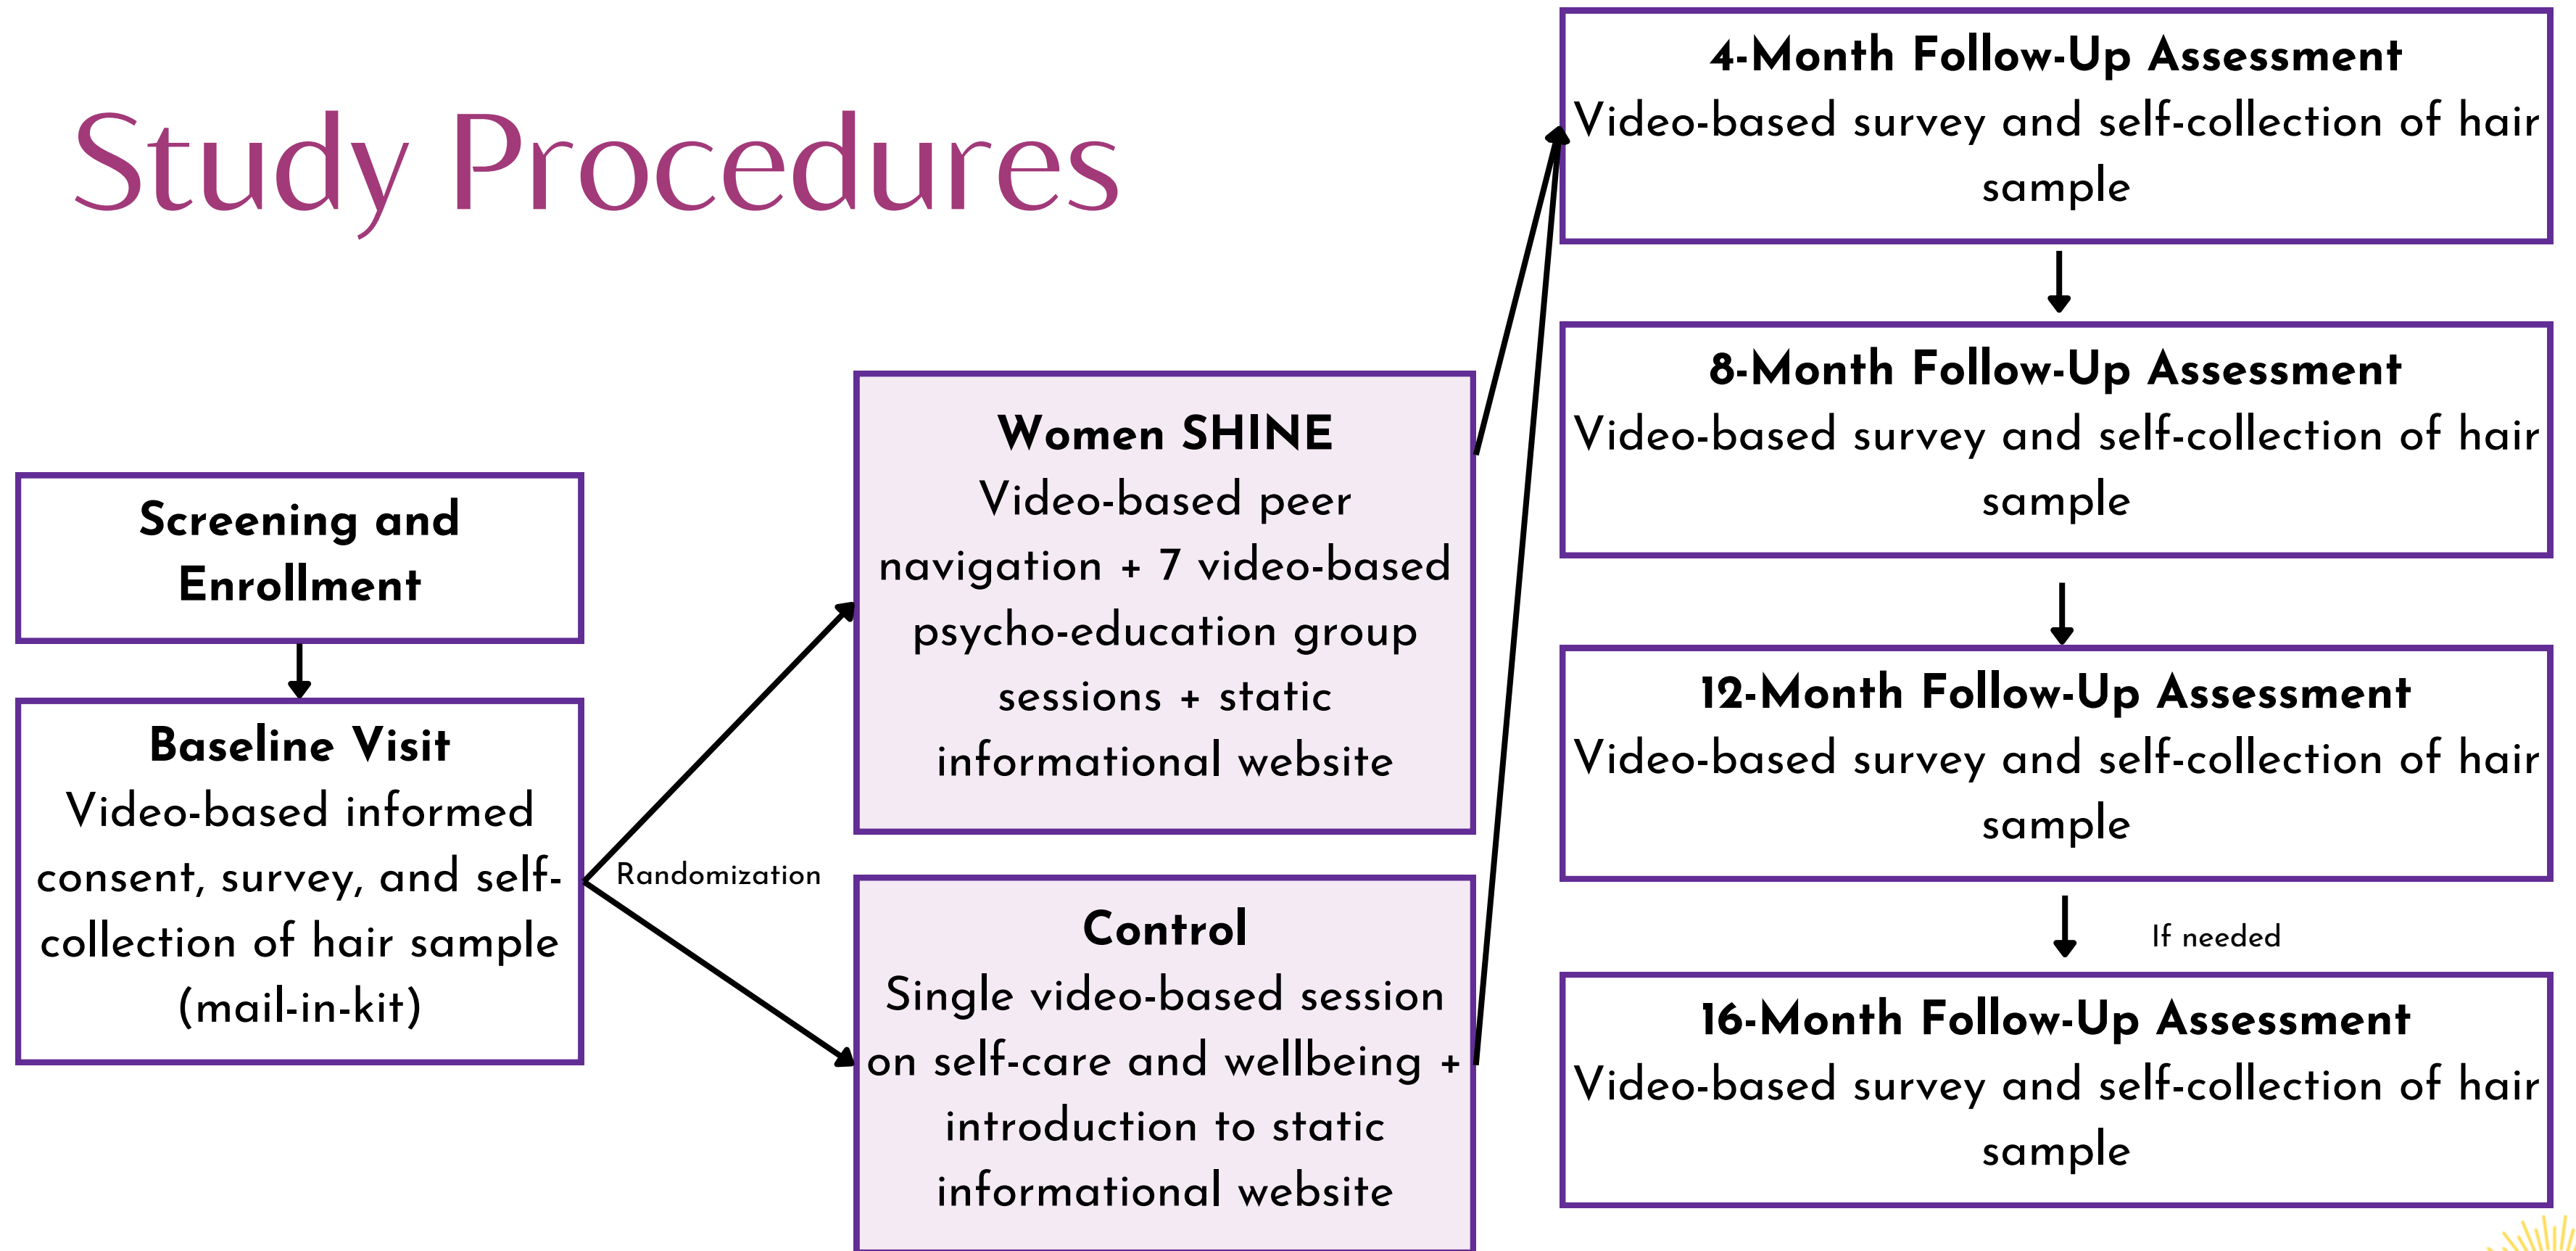 Study Procedures
Screening and
Enrollment
Baseline Visit
Video-based informed
consent, survey, and self-
collection of hair sample
(mail-in-kit)
Randomization
Women SHINE
Video-based peer
navigation + 7 video-based
psycho-education group
sessions + static
informational website
Control
Single video-based session
on self-care and wellbeing +
introduction to static
informational website
4-Month Follow-Up Assessment
Video-based survey and self-collection of hair
sample
8-Month Follow-Up Assessment
Video-based survey and self-collection of hair
sample
12-Month Follow-Up Assessment
Video-based survey and self-collection of hair
sample
If needed
16-Month Follow-Up Assessment
Video-based survey and self-collection of hair
sample